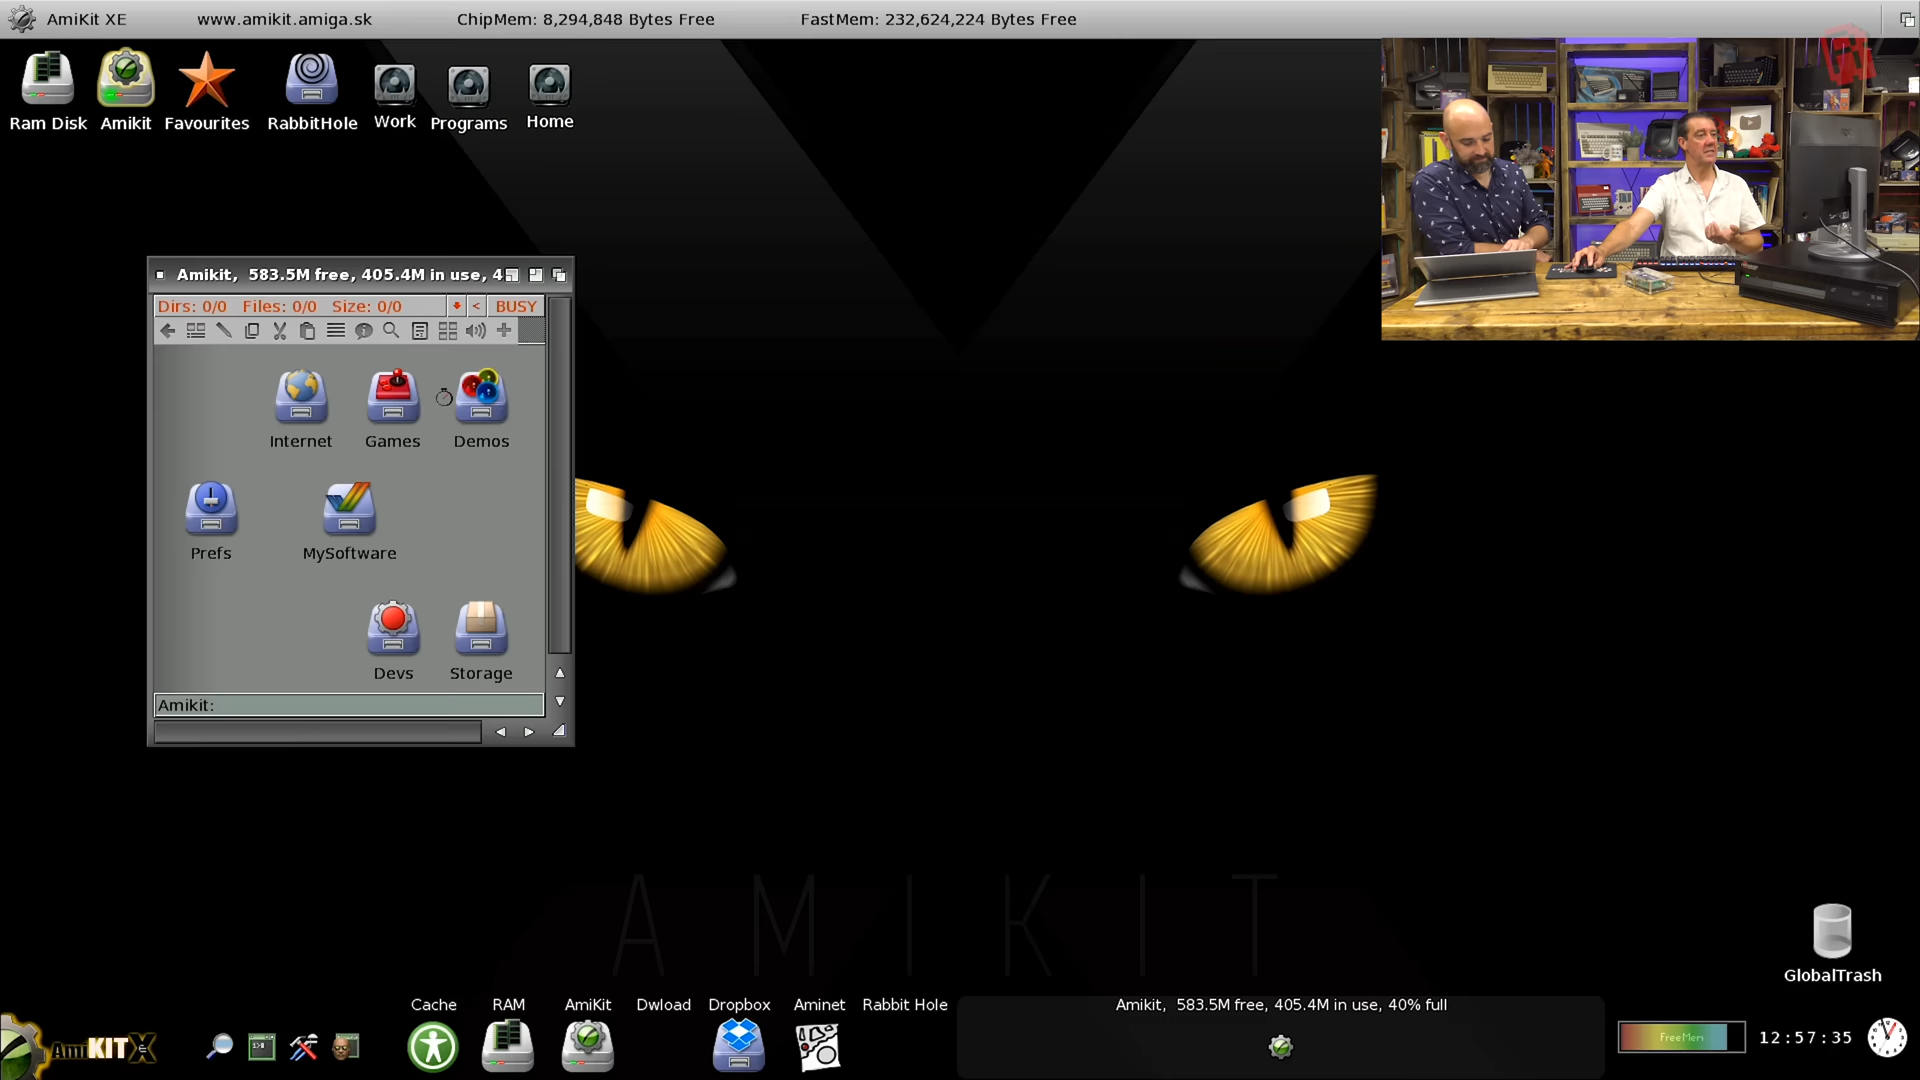 AmiKit XE www.amikit.amiga.sk ChipMem: 8,294,848 Bytes Free FastMem: 232,624,224 Bytes Free
Ram Disk Amikit Favourites RabbitHole Work Programs Home
Amikit, 583.5M free, 405.4M in use, 4
Dirs: 0/0 Files: 0/0 Size: 0/0 < BUSY
Internet Games Demos
Prefs MySoftware
Devs Storage
Amikit:
AMIKIT
GlobalTrash
Cache RAM AmiKit Dwload Dropbox Aminet Rabbit Hole Amikit, 583.5M free, 405.4M in use, 40% full
AmiKITX FreeMem 12:57:35